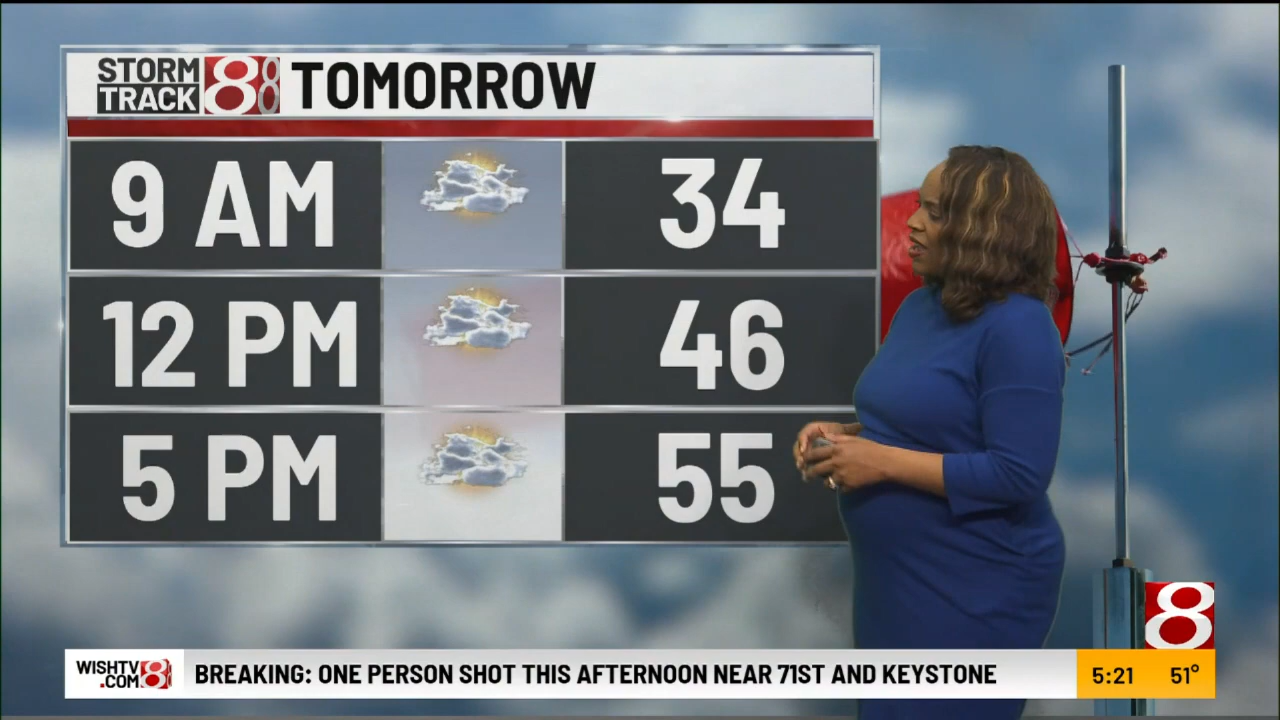 STORM
TRACK 8
TOMORROW
9 AM 34
12 PM 46
5 PM 55
8
WISHTV
.COM 8
BREAKING: ONE PERSON SHOT THIS AFTERNOON NEAR 71ST AND KEYSTONE
5:21 51°